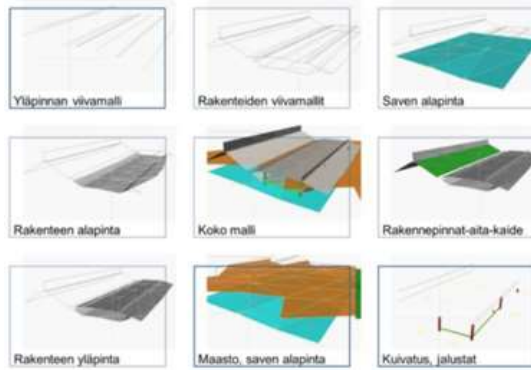 Yläpinnan viivamalli
Rakenteiden viivamallit
Saven alapinta
Rakenteen alapinta
Koko malli
Rakennepinnat-aita-kaide
Rakenteen yläpinta
Maasto, saven alapinta
Kuivatus, jalustat